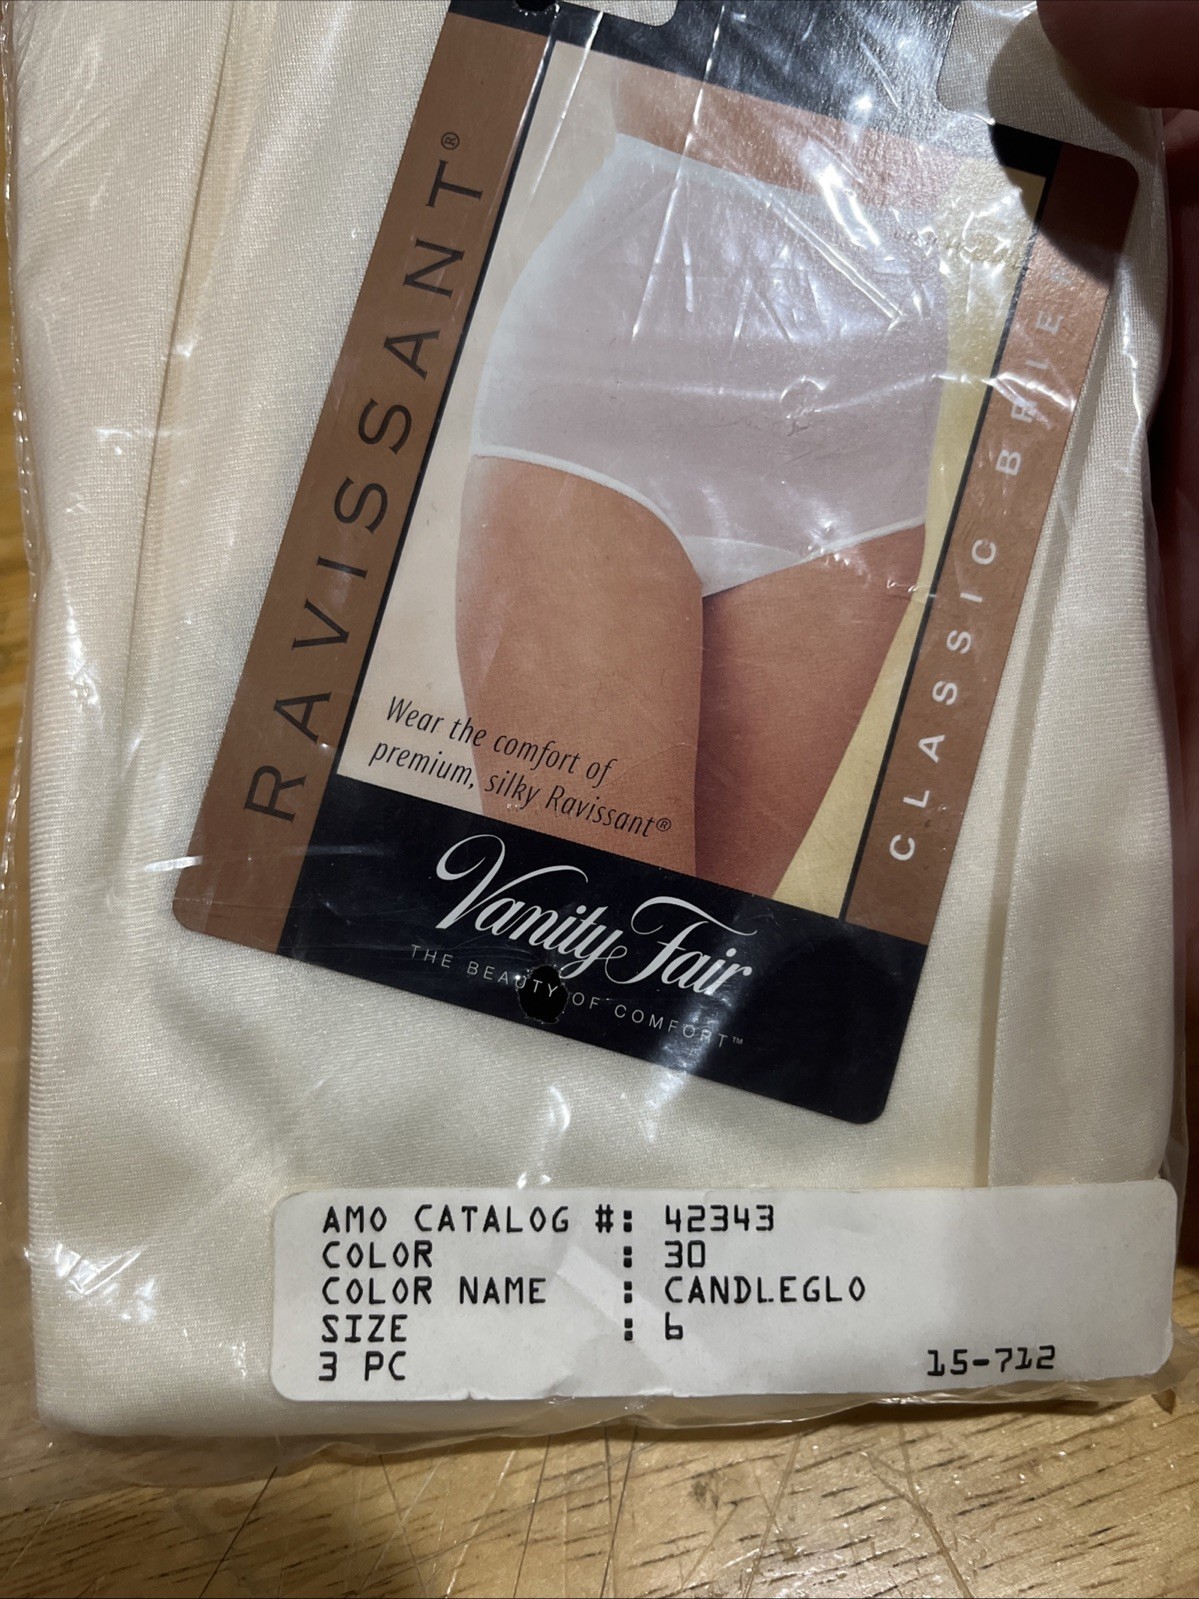 RAVISSANT®
CLASSIC BRIEF
Wear the comfort of
premium, silky Ravissant®
Vanity Fair
THE BEAUTY OF COMFORT™
AMO CATALOG #: 42343
COLOR : 30
COLOR NAME : CANDLEGLO
SIZE : 6
3 PC 15-712